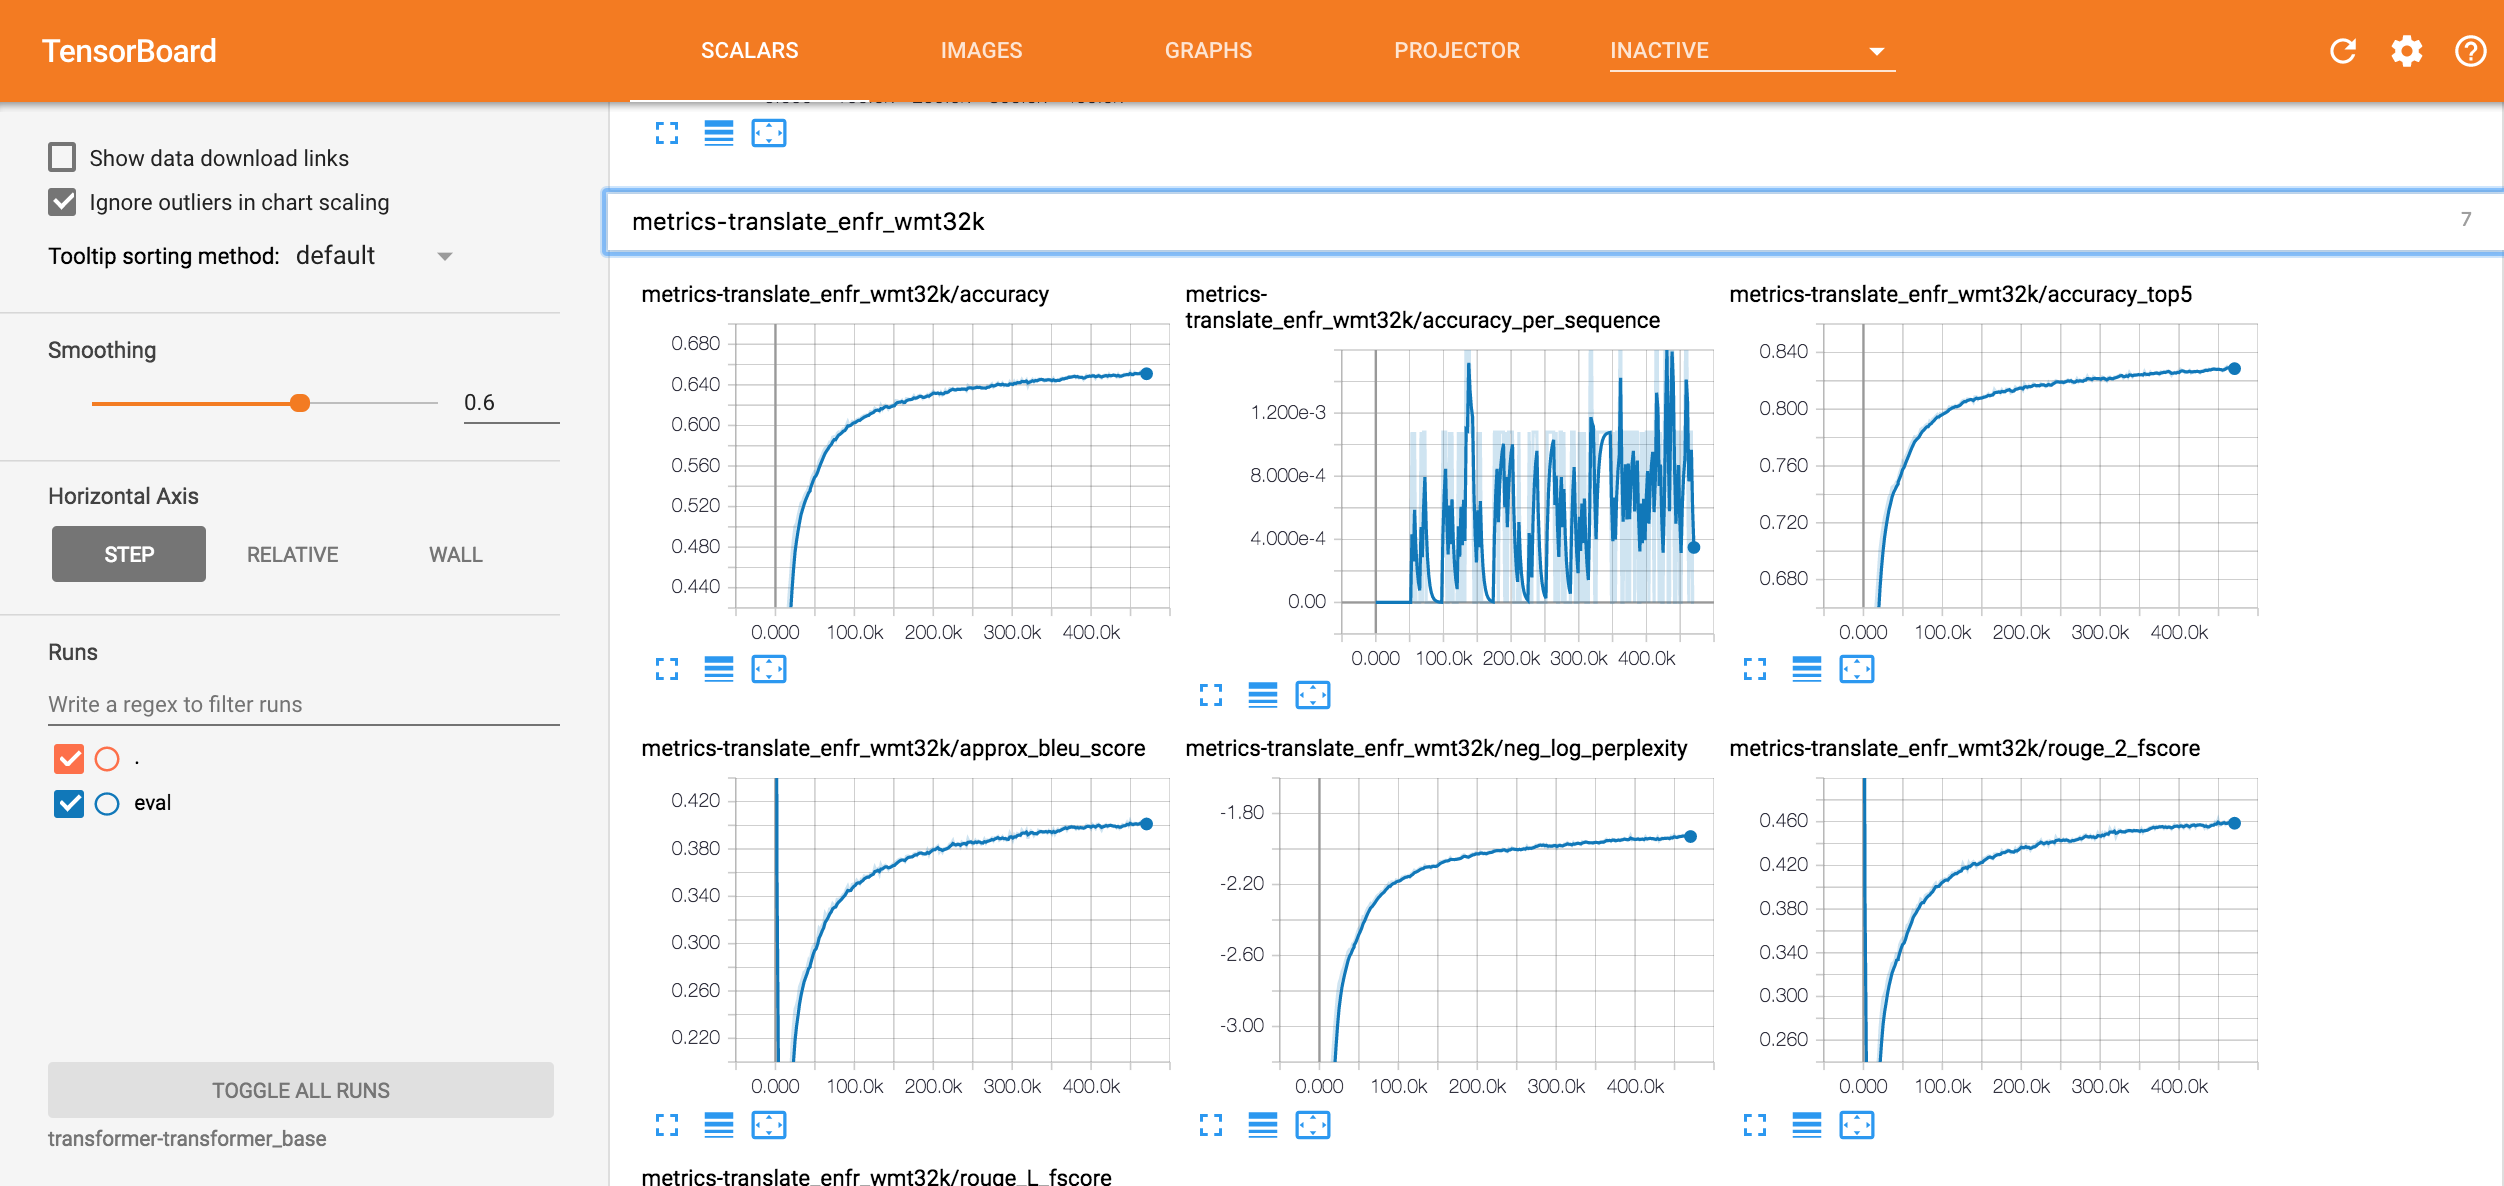 TensorBoard
SCALARS
IMAGES
GRAPHS
PROJECTOR
INACTIVE
Show data download links
Ignore outliers in chart scaling
Tooltip sorting method: default
Smoothing
0.6
Horizontal Axis
STEP
RELATIVE
WALL
Runs
Write a regex to filter runs
.
eval
TOGGLE ALL RUNS
transformer-transformer_base
metrics-translate_enfr_wmt32k
7
metrics-translate_enfr_wmt32k/accuracy
0.680
0.640
0.600
0.560
0.520
0.480
0.440
0.000 100.0k 200.0k 300.0k 400.0k
metrics-
translate_enfr_wmt32k/accuracy_per_sequence
1.200e-3
8.000e-4
4.000e-4
0.00
0.000 100.0k 200.0k 300.0k 400.0k
metrics-translate_enfr_wmt32k/accuracy_top5
0.840
0.800
0.760
0.720
0.680
0.000 100.0k 200.0k 300.0k 400.0k
metrics-translate_enfr_wmt32k/approx_bleu_score
0.420
0.380
0.340
0.300
0.260
0.220
0.000 100.0k 200.0k 300.0k 400.0k
metrics-translate_enfr_wmt32k/neg_log_perplexity
-1.80
-2.20
-2.60
-3.00
0.000 100.0k 200.0k 300.0k 400.0k
metrics-translate_enfr_wmt32k/rouge_2_fscore
0.460
0.420
0.380
0.340
0.300
0.260
0.000 100.0k 200.0k 300.0k 400.0k
metrics-translate_enfr_wmt32k/rouge_L_fscore